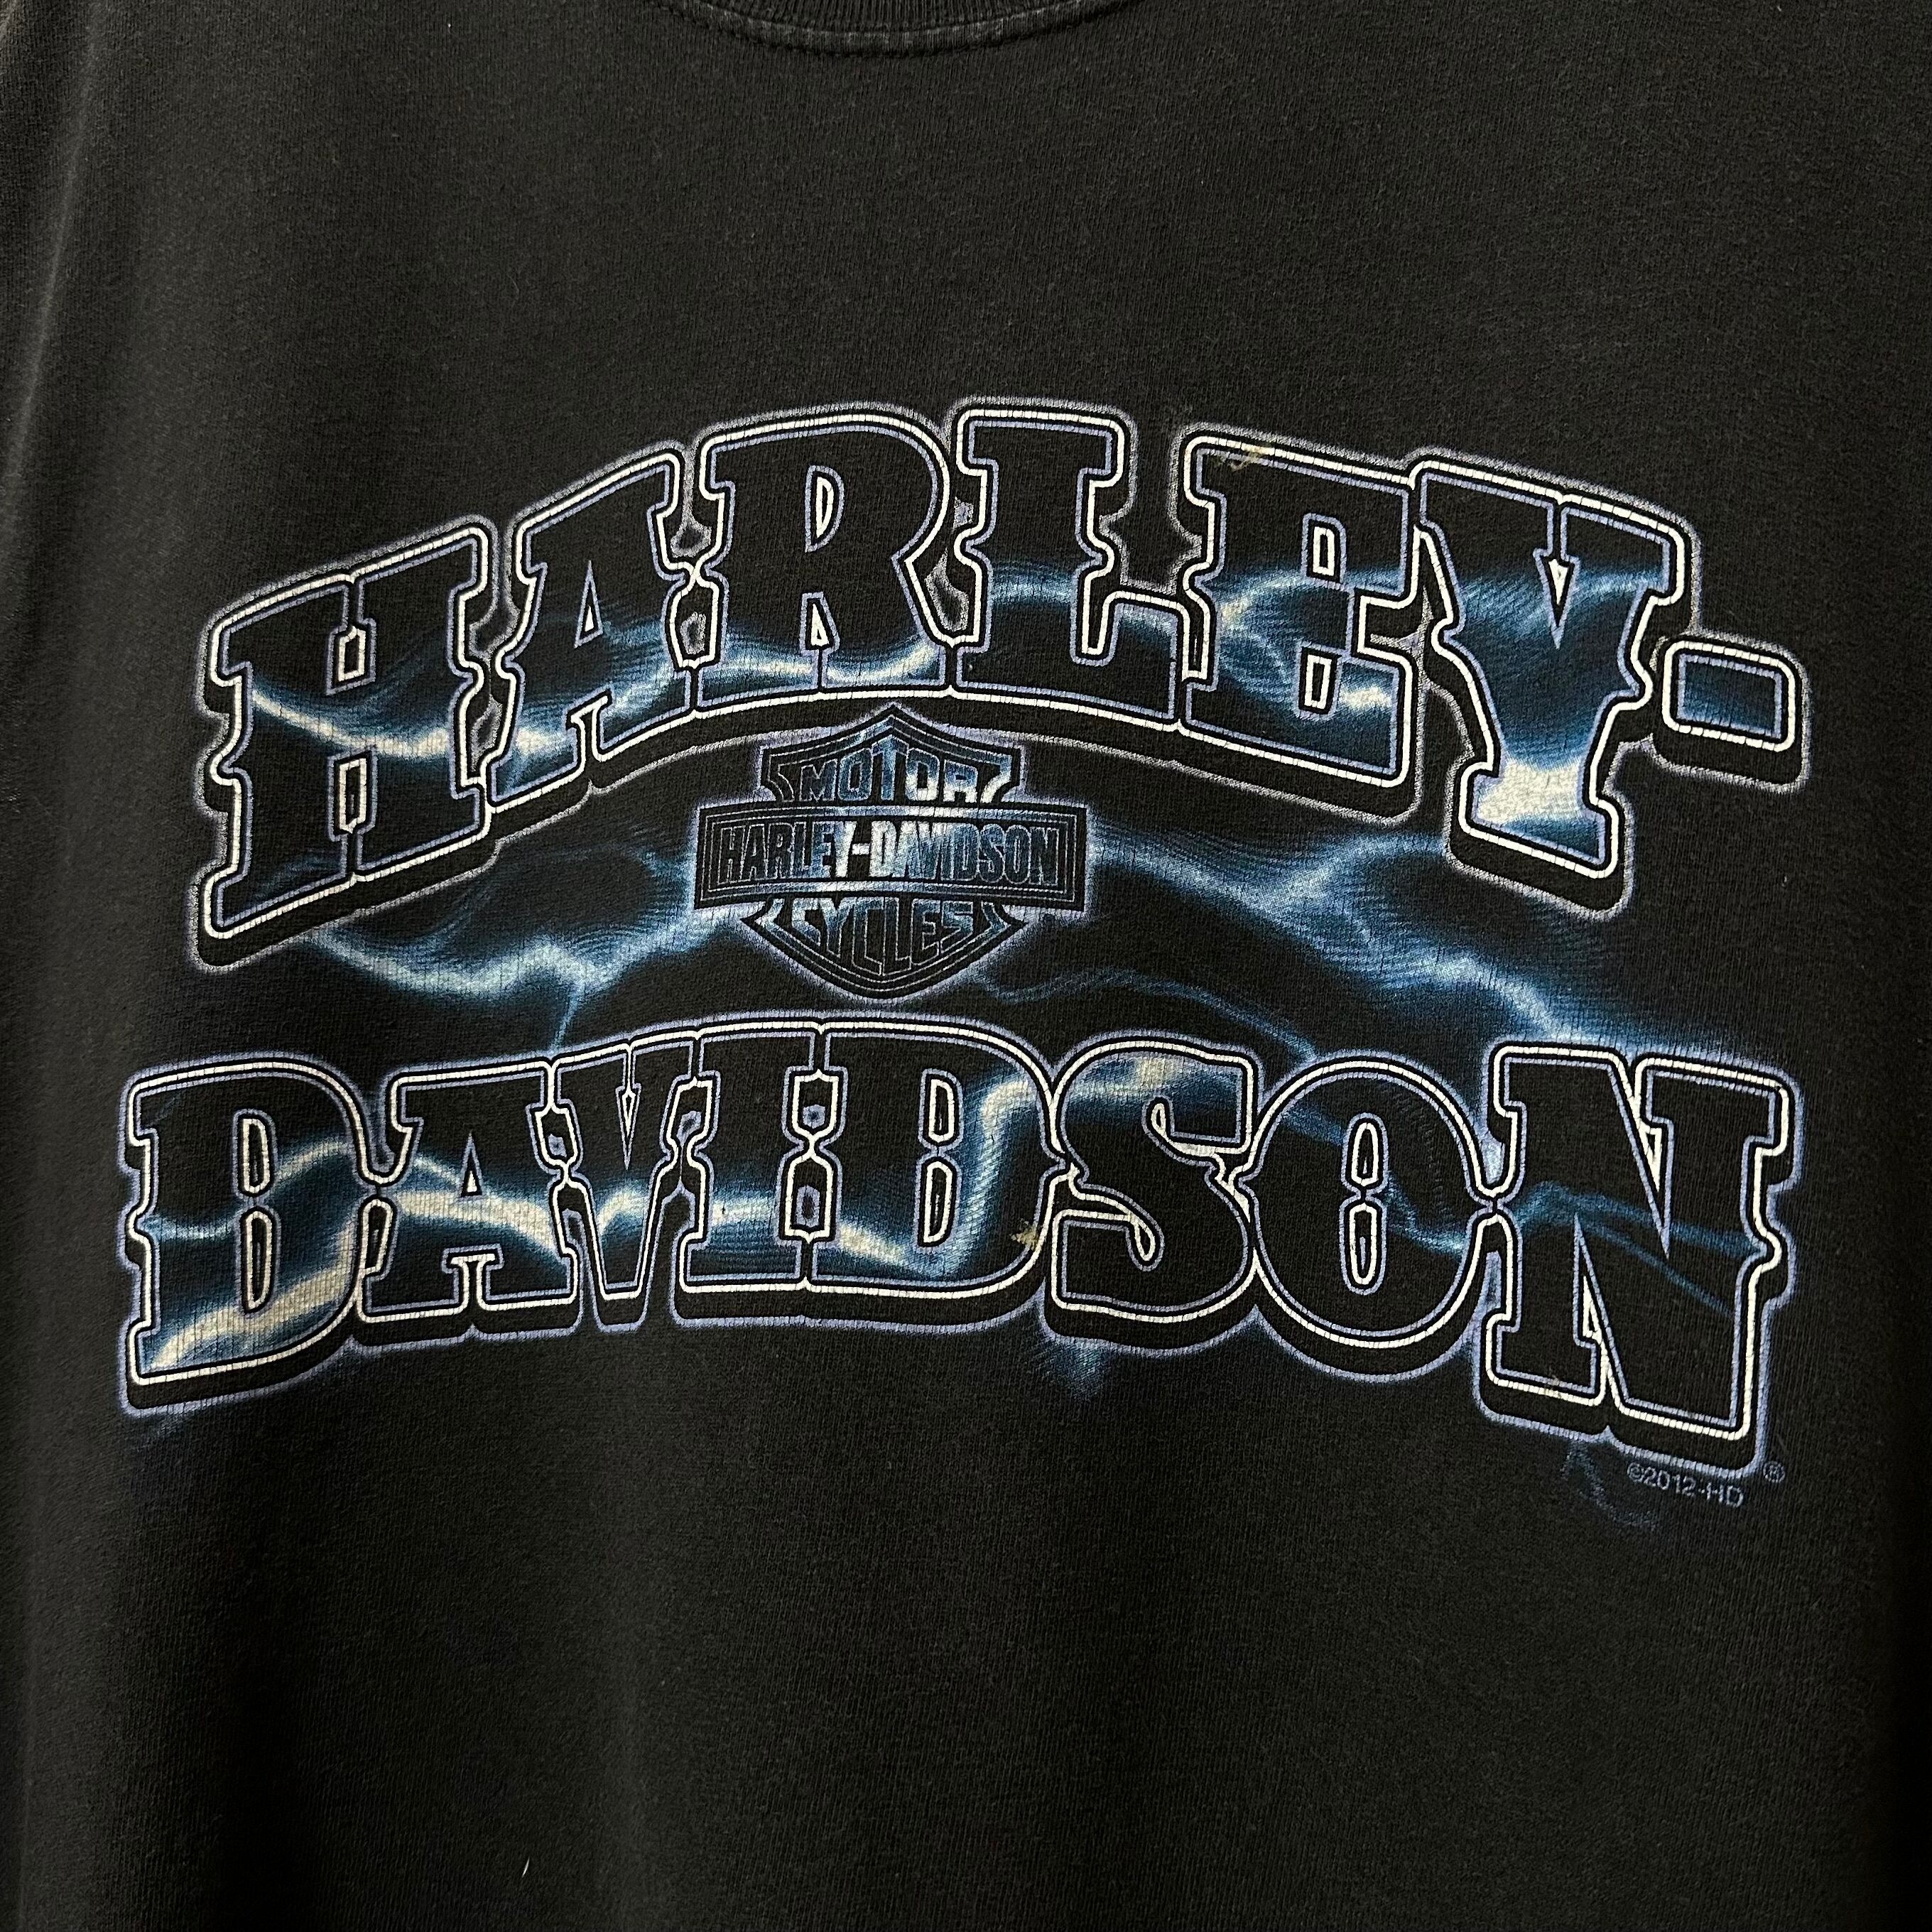 HARLEY-
MOTOR
HARLEY-DAVIDSON
CYCLES
DAVIDSON
®
©2012-HD